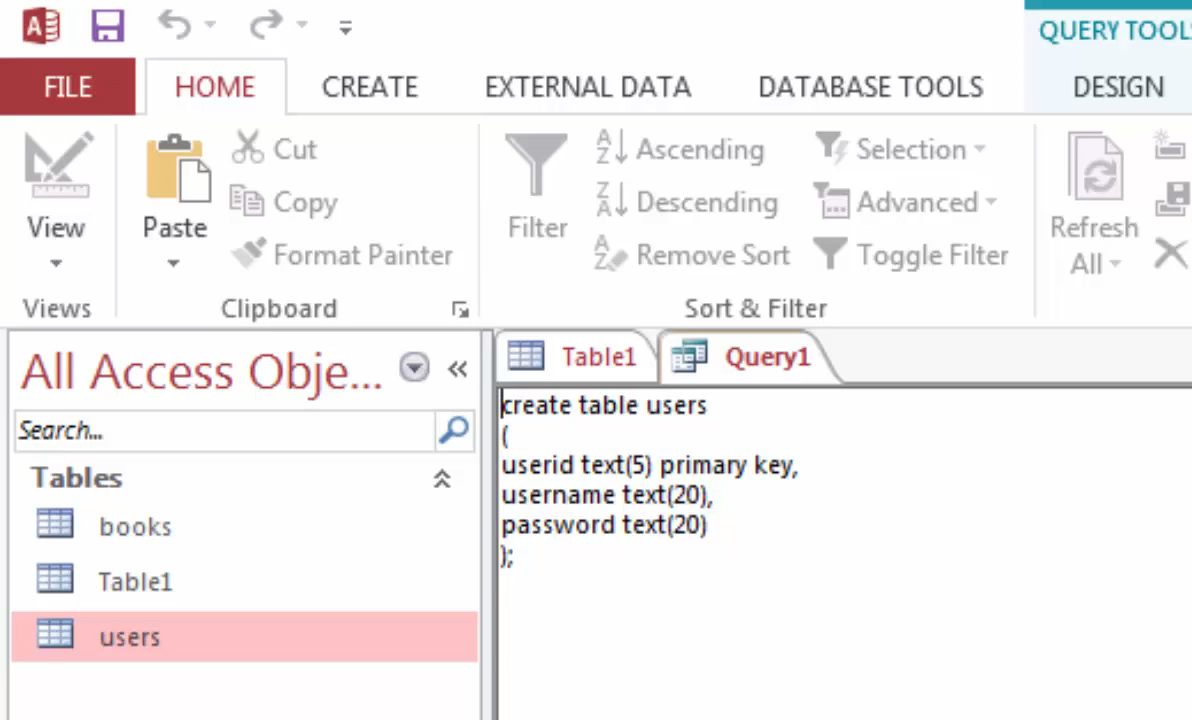 QUERY TOOL
FILE HOME CREATE EXTERNAL DATA DATABASE TOOLS DESIGN
View
Views
Paste
Cut
Copy
Format Painter
Clipboard
Filter
Ascending
Descending
Remove Sort
Selection
Advanced
Toggle Filter
Sort & Filter
Refresh
All
All Access Obje...
Search...
Tables
books
Table1
users
Table1 Query1
create table users
(
userid text(5) primary key,
username text(20),
password text(20)
);